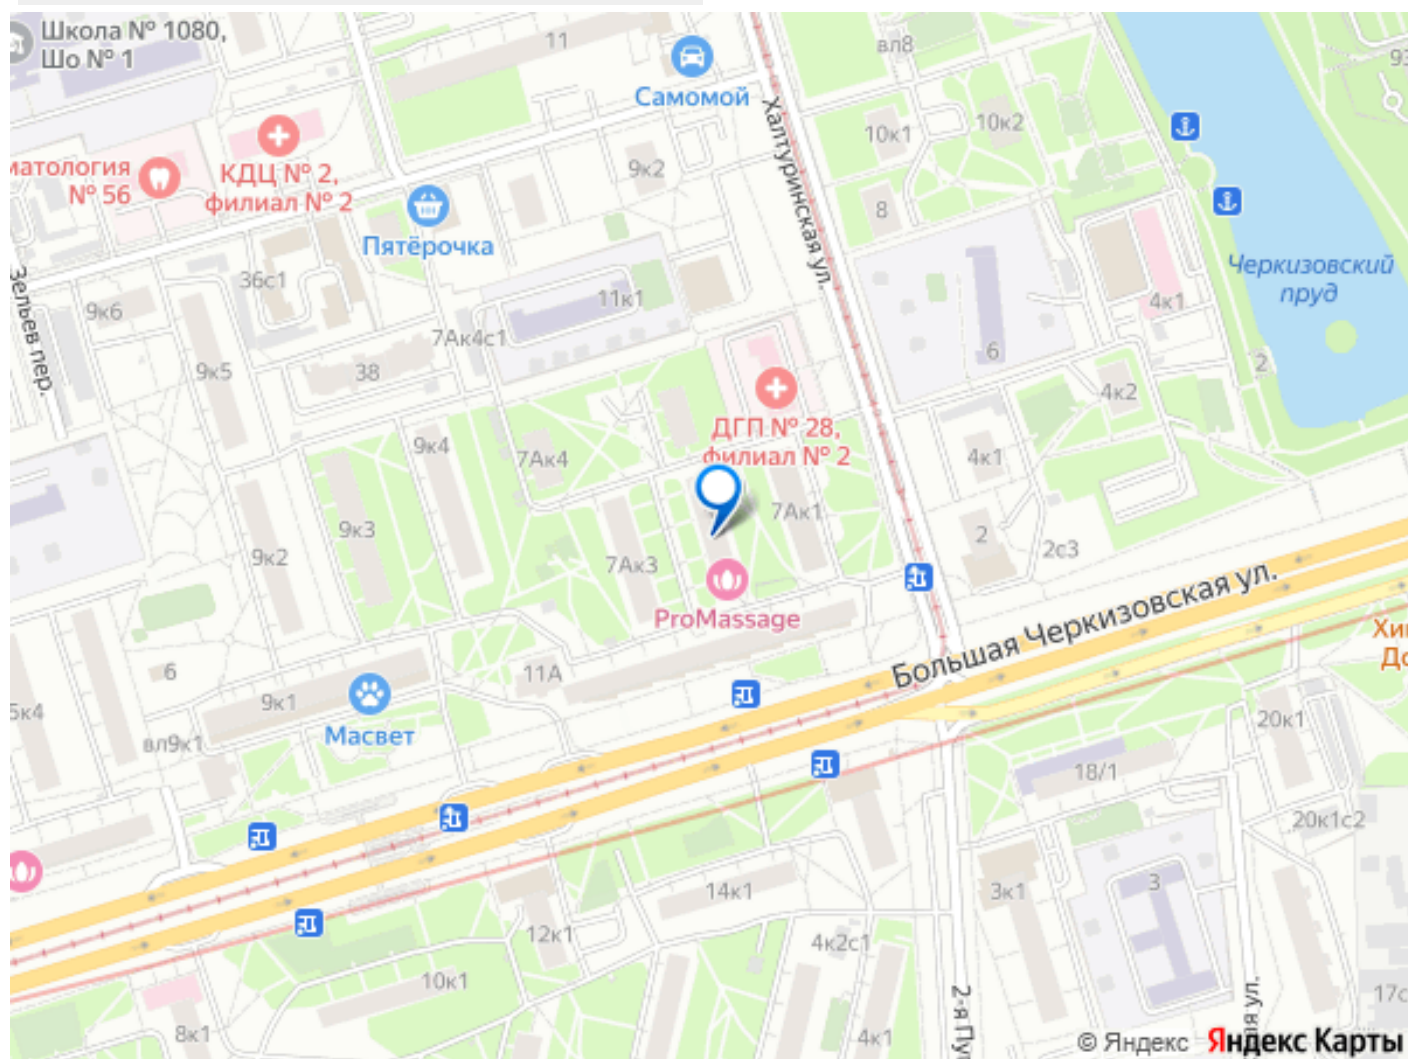 Школа № 1080,
Шо № 1
11
Самомой
вл8
93
Халтуринская ул.
10к1
10к2
матология
№ 56
КДЦ № 2,
филиал № 2
9к2
8
Пятёрочка
Черкизовский
пруд
Зельев пер.
36с1
9к6
11к1
4к1
7Ак4с1
6
2
9к5
38
4к2
ДГП № 28,
филиал № 2
9к4
7Ак4
4к1
7Ак1
9к3
2
2с3
9к2
7Ак3
ProMassage
Большая Черкизовская ул.
Хи
До
6
11А
9к1
5к4
Масвет
вл9к1
20к1
18/1
20к1с2
14к1
3к1
3
12к1
4к2с1
10к1
2-я Пу
ая ул.
17с
8к1
4к1
© Яндекс Яндекс Карты